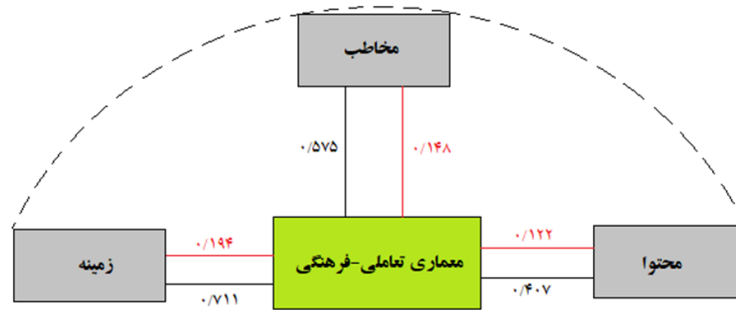 مخاطب
۰/۵۷۵
۰/۱۴۸
زمینه
۰/۱۹۴
۰/۷۱۱
معماری تعاملی-فرهنگی
۰/۱۲۲
۰/۴۰۷
محتوا